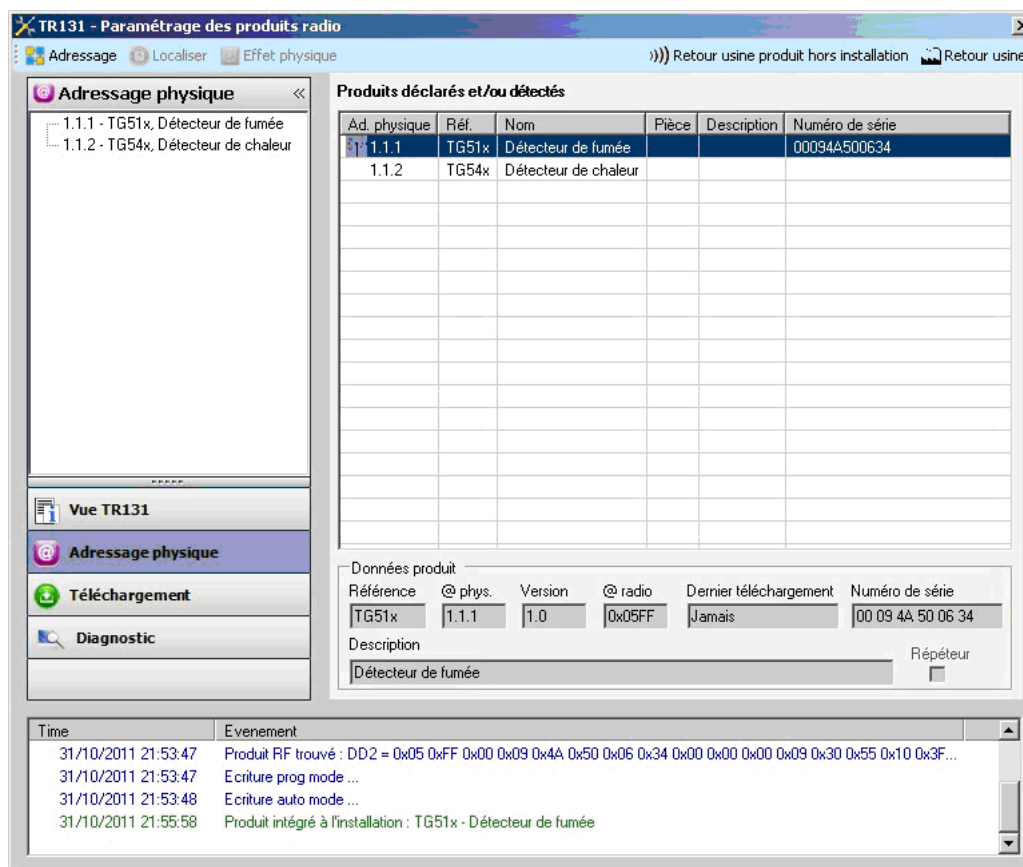 TR131 - Paramétrage des produits radio
Adressage Localiser Effet physique ))) Retour usine produit hors installation Retour usine
Adressage physique «
1.1.1 - TG51x, Détecteur de fumée
1.1.2 - TG54x, Détecteur de chaleur
Vue TR131
Adressage physique
Téléchargement
Diagnostic
Produits déclarés et/ou détectés
Ad. physique Réf. Nom Pièce Description Numéro de série
1.1.1 TG51x Détecteur de fumée 00094A500634
1.1.2 TG54x Détecteur de chaleur
Données produit
Référence @ phys. Version @ radio Dernier téléchargement Numéro de série
TG51x 1.1.1 1.0 0x05FF Jamais 00 09 4A 50 06 34
Description Répéteur
Détecteur de fumée
Time Evenement
31/10/2011 21:53:47 Produit RF trouvé : DD2 = 0x05 0xFF 0x00 0x09 0x4A 0x50 0x06 0x34 0x00 0x00 0x00 0x09 0x30 0x55 0x10 0x3F...
31/10/2011 21:53:47 Ecriture prog mode ...
31/10/2011 21:53:48 Ecriture auto mode ...
31/10/2011 21:55:58 Produit intégré à l'installation : TG51x - Détecteur de fumée